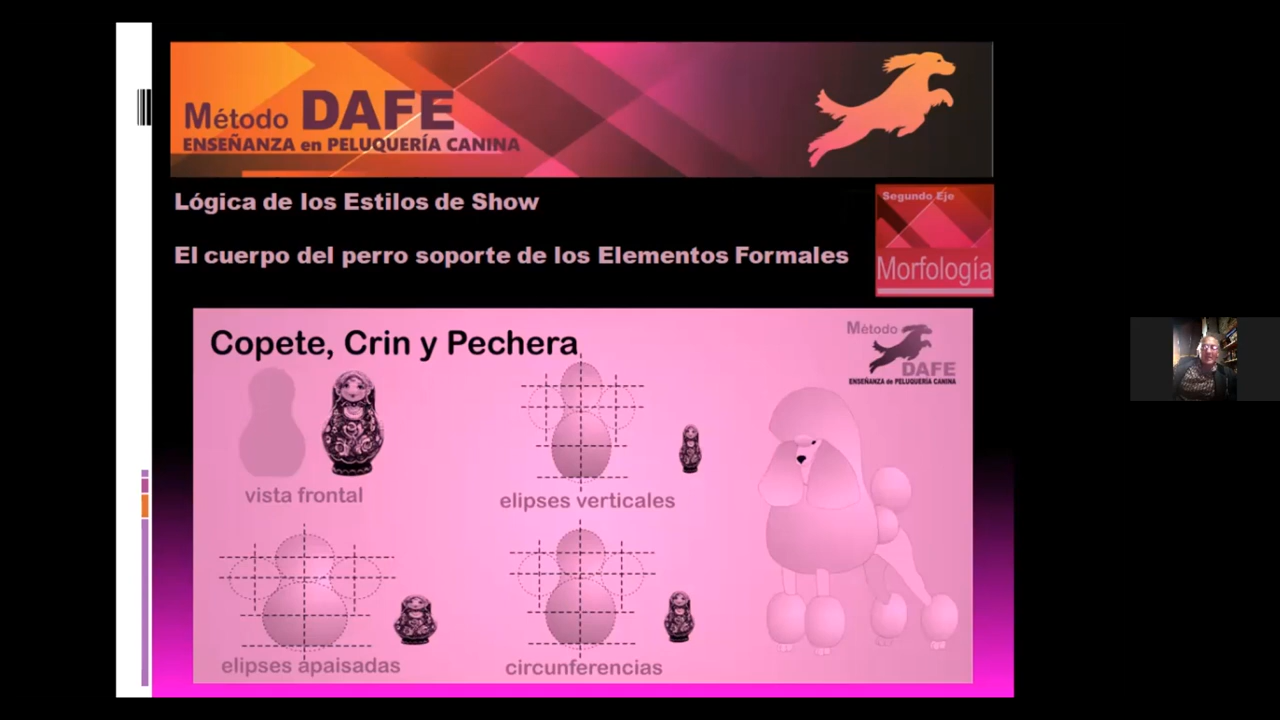 Método DAFE
ENSEÑANZA en PELUQUERÍA CANINA
Lógica de los Estilos de Show
Segundo Eje
El cuerpo del perro soporte de los Elementos Formales
Morfología
Copete, Crin y Pechera
Método
DAFE
ENSEÑANZA de PELUQUERÍA CANINA
vista frontal
elipses verticales
elipses apaisadas
circunferencias